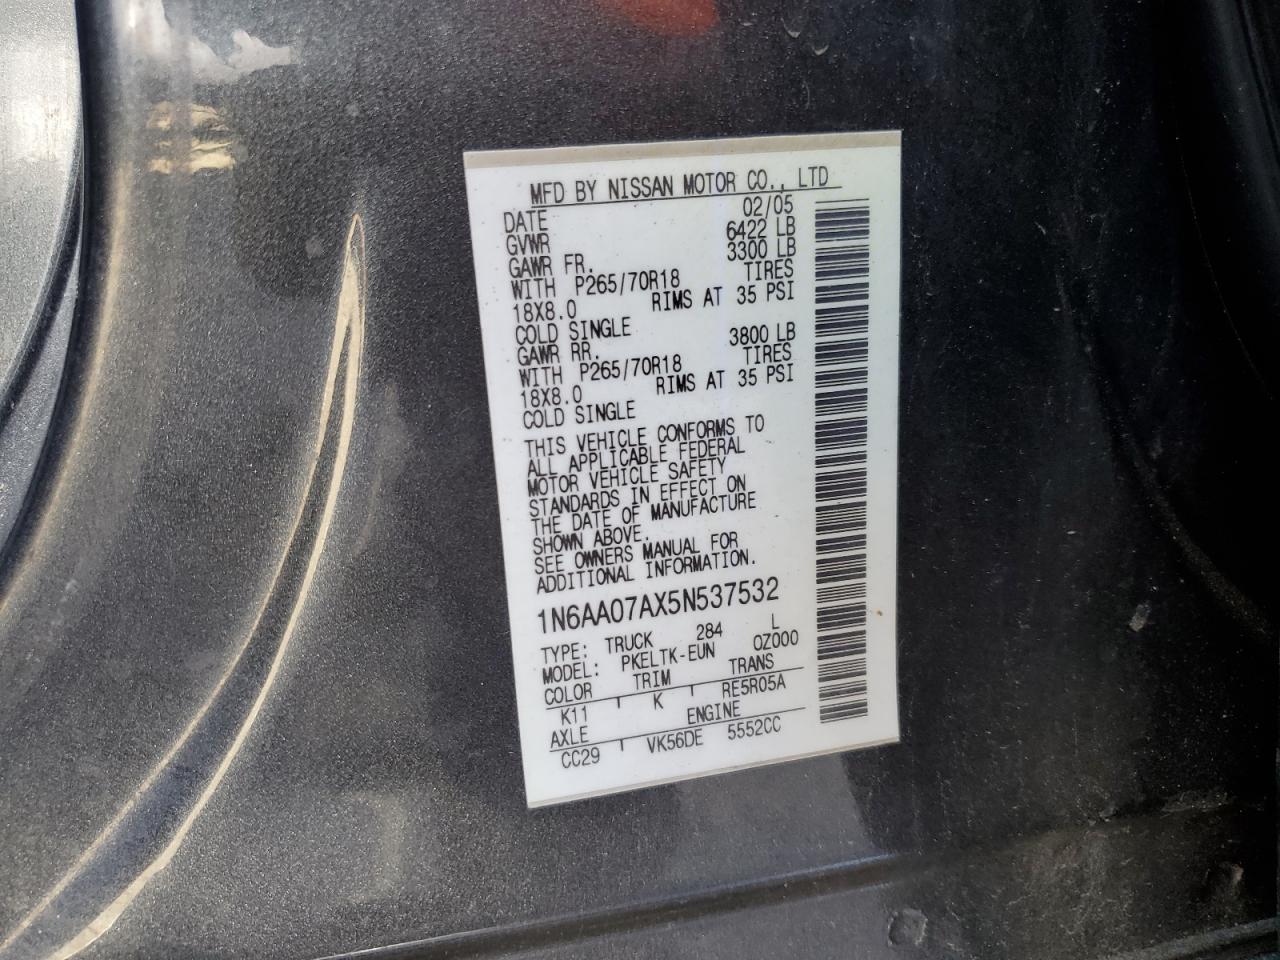 MFD BY NISSAN MOTOR CO., LTD
DATE 02/05
GVWR 6422 LB
GAWR FR. 3300 LB
WITH P265/70R18 TIRES
18X8.0 RIMS AT 35 PSI
COLD SINGLE
GAWR RR. 3800 LB
WITH P265/70R18 TIRES
18X8.0 RIMS AT 35 PSI
COLD SINGLE
THIS VEHICLE CONFORMS TO
ALL APPLICABLE FEDERAL
MOTOR VEHICLE SAFETY
STANDARDS IN EFFECT ON
THE DATE OF MANUFACTURE
SHOWN ABOVE.
SEE OWNERS MANUAL FOR
ADDITIONAL INFORMATION.
1N6AA07AX5N537532
TYPE: TRUCK 284 L
MODEL: PKELTK-EUN 0Z000
COLOR TRIM TRANS
K11 K RE5R05A
AXLE ENGINE
CC29 VK56DE 5552CC